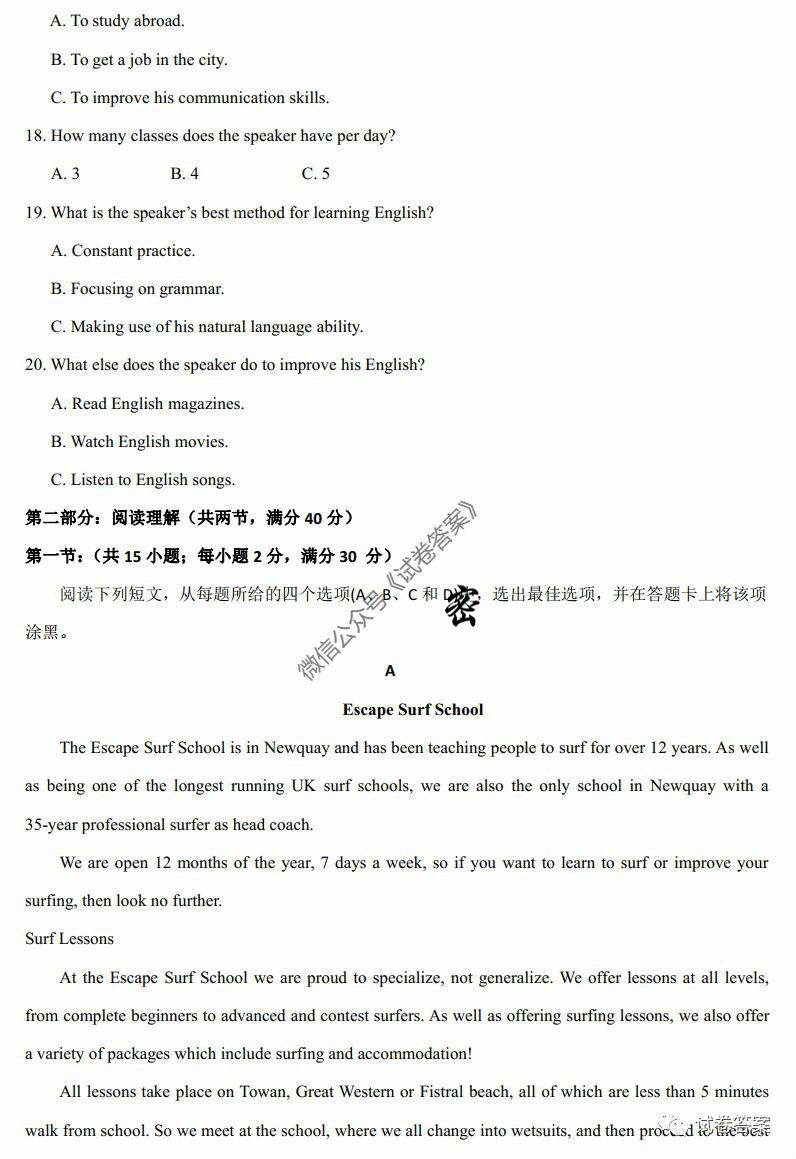 A. To study abroad.
B. To get a job in the city.
C. To improve his communication skills.
18. How many classes does the speaker have per day?
A. 3 B. 4 C. 5
19. What is the speaker's best method for learning English?
A. Constant practice.
B. Focusing on grammar.
C. Making use of his natural language ability.
20. What else does the speaker do to improve his English?
A. Read English magazines.
B. Watch English movies.
C. Listen to English songs.
第二部分：阅读理解（共两节，满分 40 分）
第一节：（共 15 小题；每小题 2 分，满分 30 分）
阅读下列短文，从每题所给的四个选项(A、B、C 和 密，选出最佳选项，并在答题卡上将该项
涂黑。
微信公众号《试卷答案》
A
Escape Surf School
The Escape Surf School is in Newquay and has been teaching people to surf for over 12 years. As well
as being one of the longest running UK surf schools, we are also the only school in Newquay with a
35-year professional surfer as head coach.
We are open 12 months of the year, 7 days a week, so if you want to learn to surf or improve your
surfing, then look no further.
Surf Lessons
At the Escape Surf School we are proud to specialize, not generalize. We offer lessons at all levels,
from complete beginners to advanced and contest surfers. As well as offering surfing lessons, we also offer
a variety of packages which include surfing and accommodation!
All lessons take place on Towan, Great Western or Fistral beach, all of which are less than 5 minutes
walk from school. So we meet at the school, where we all change into wetsuits, and then proceed to the best
试卷答案